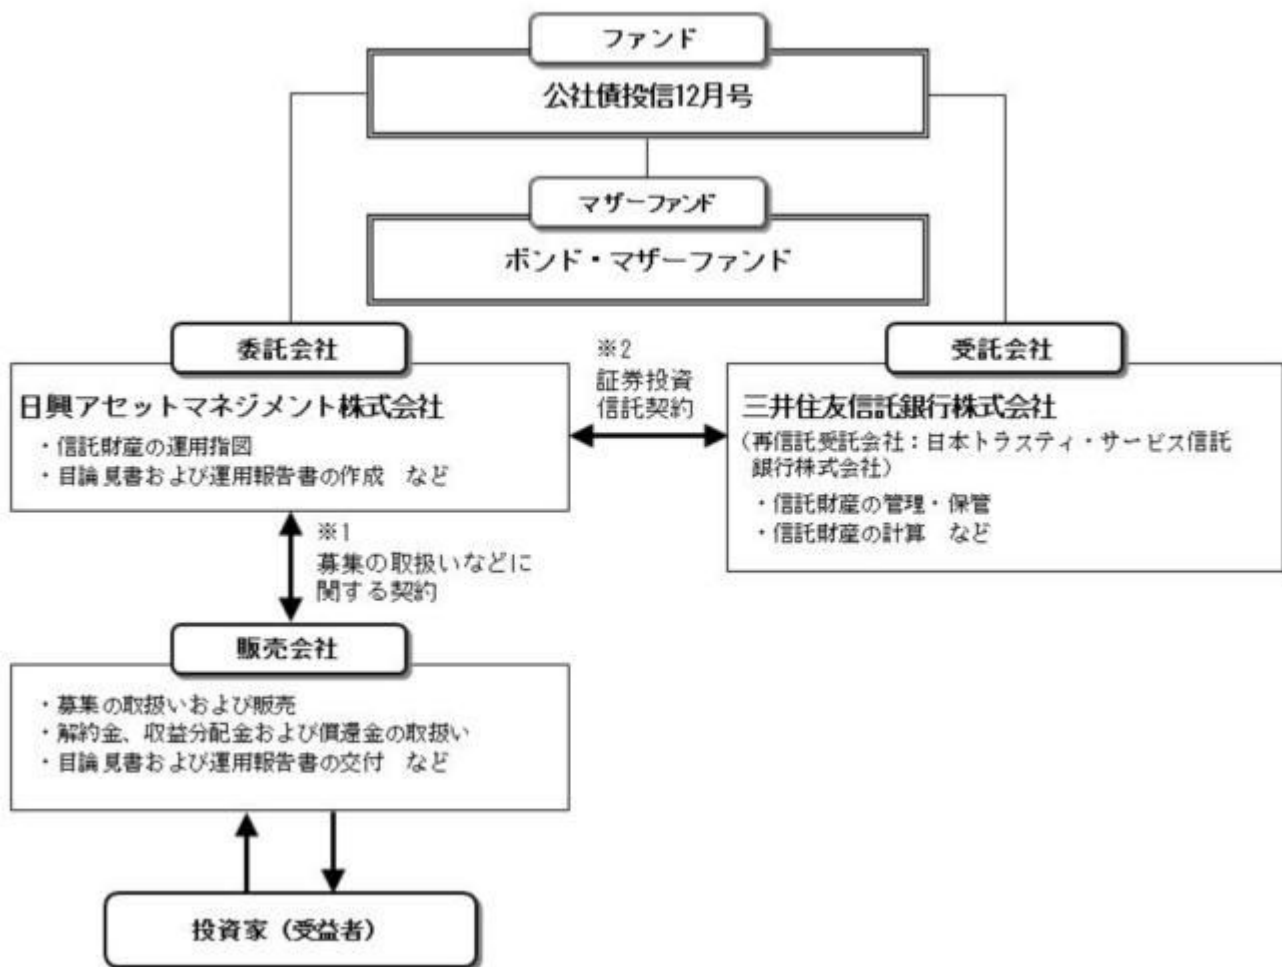 ファンド
公社債投信12月号
マザーファンド
ボンド・マザーファンド
委託会社
日興アセットマネジメント株式会社
・信託財産の運用指図
・目論見書および運用報告書の作成　など
※2
証券投資
信託契約
受託会社
三井住友信託銀行株式会社
（再信託受託会社：日本トラスティ・サービス信託
銀行株式会社）
・信託財産の管理・保管
・信託財産の計算　など
※1
募集の取扱いなどに
関する契約
販売会社
・募集の取扱いおよび販売
・解約金、収益分配金および償還金の取扱い
・目論見書および運用報告書の交付　など
投資家（受益者）